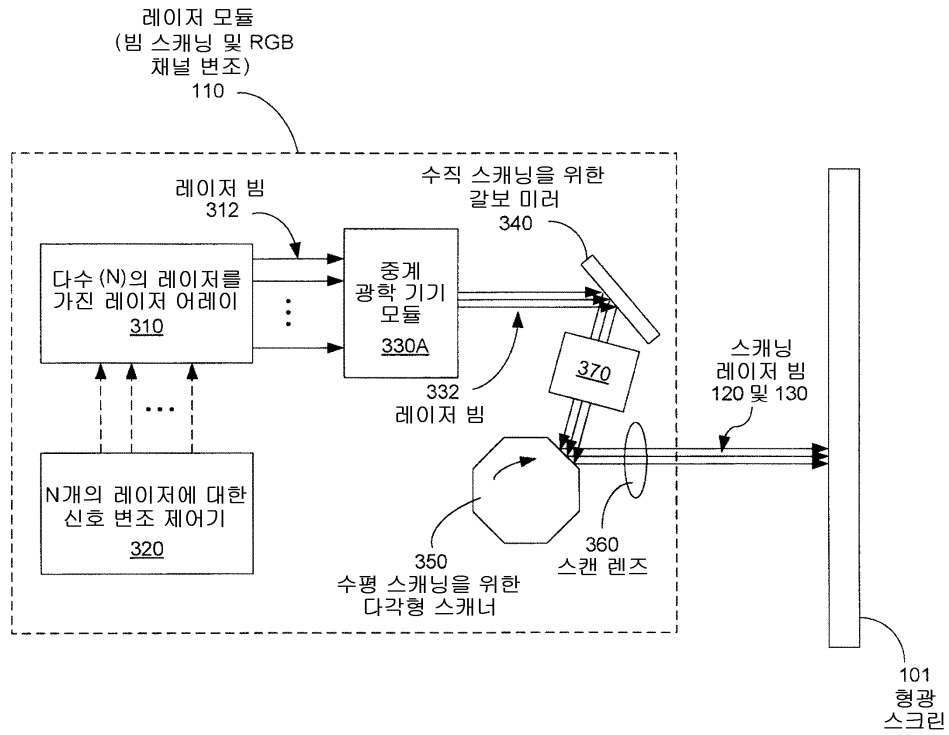 레이저 모듈
(빔 스캐닝 및 RGB
채널 변조)
110
레이저 빔
312
수직 스캐닝을 위한
갈보 미러
340
다수(N)의 레이저를
가진 레이저 어레이
310
중계
광학 기기
모듈
330A
332
레이저 빔
370
스캐닝
레이저 빔
120 및 130
N개의 레이저에 대한
신호 변조 제어기
320
350
수평 스캐닝을 위한
다각형 스캐너
360
스캔 렌즈
101
형광
스크린